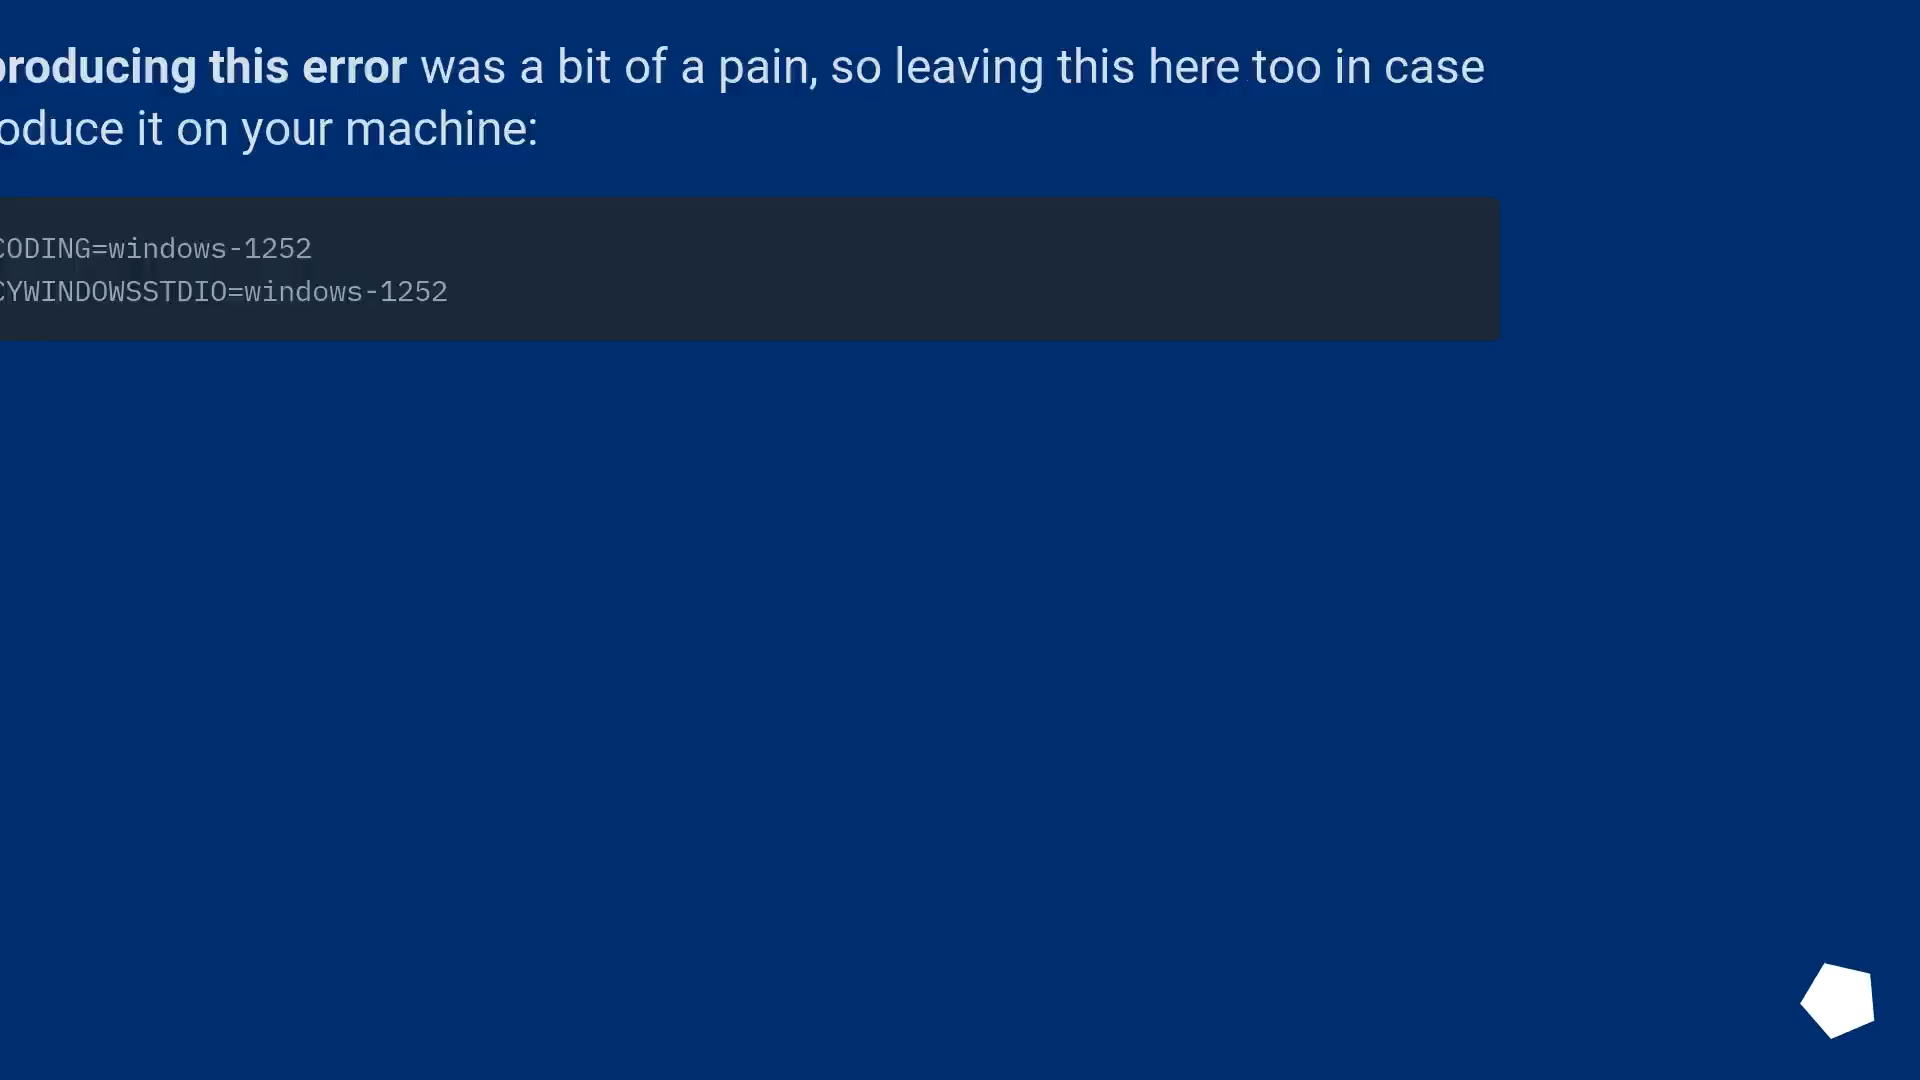 producing this error was a bit of a pain, so leaving this here too in case
oduce it on your machine:
CODING=windows-1252
CYWINDOWSSTDIO=windows-1252